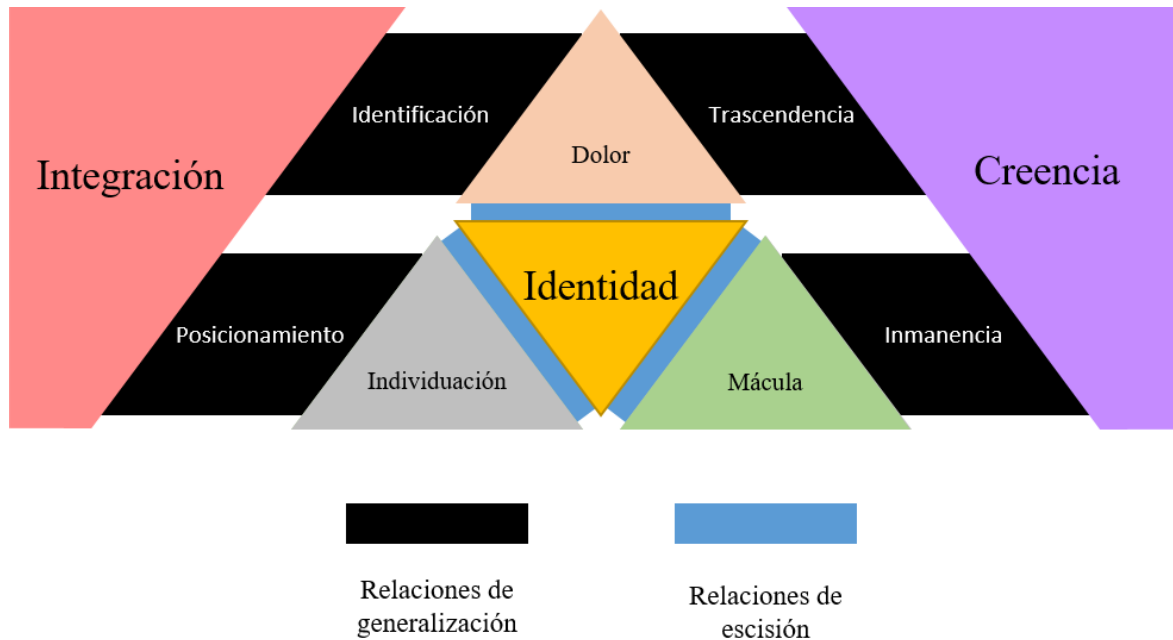 Identificación
Trascendencia
Dolor
Integración
Creencia
Identidad
Posicionamiento
Inmanencia
Individuación
Mácula
Relaciones de
generalización
Relaciones de
escisión